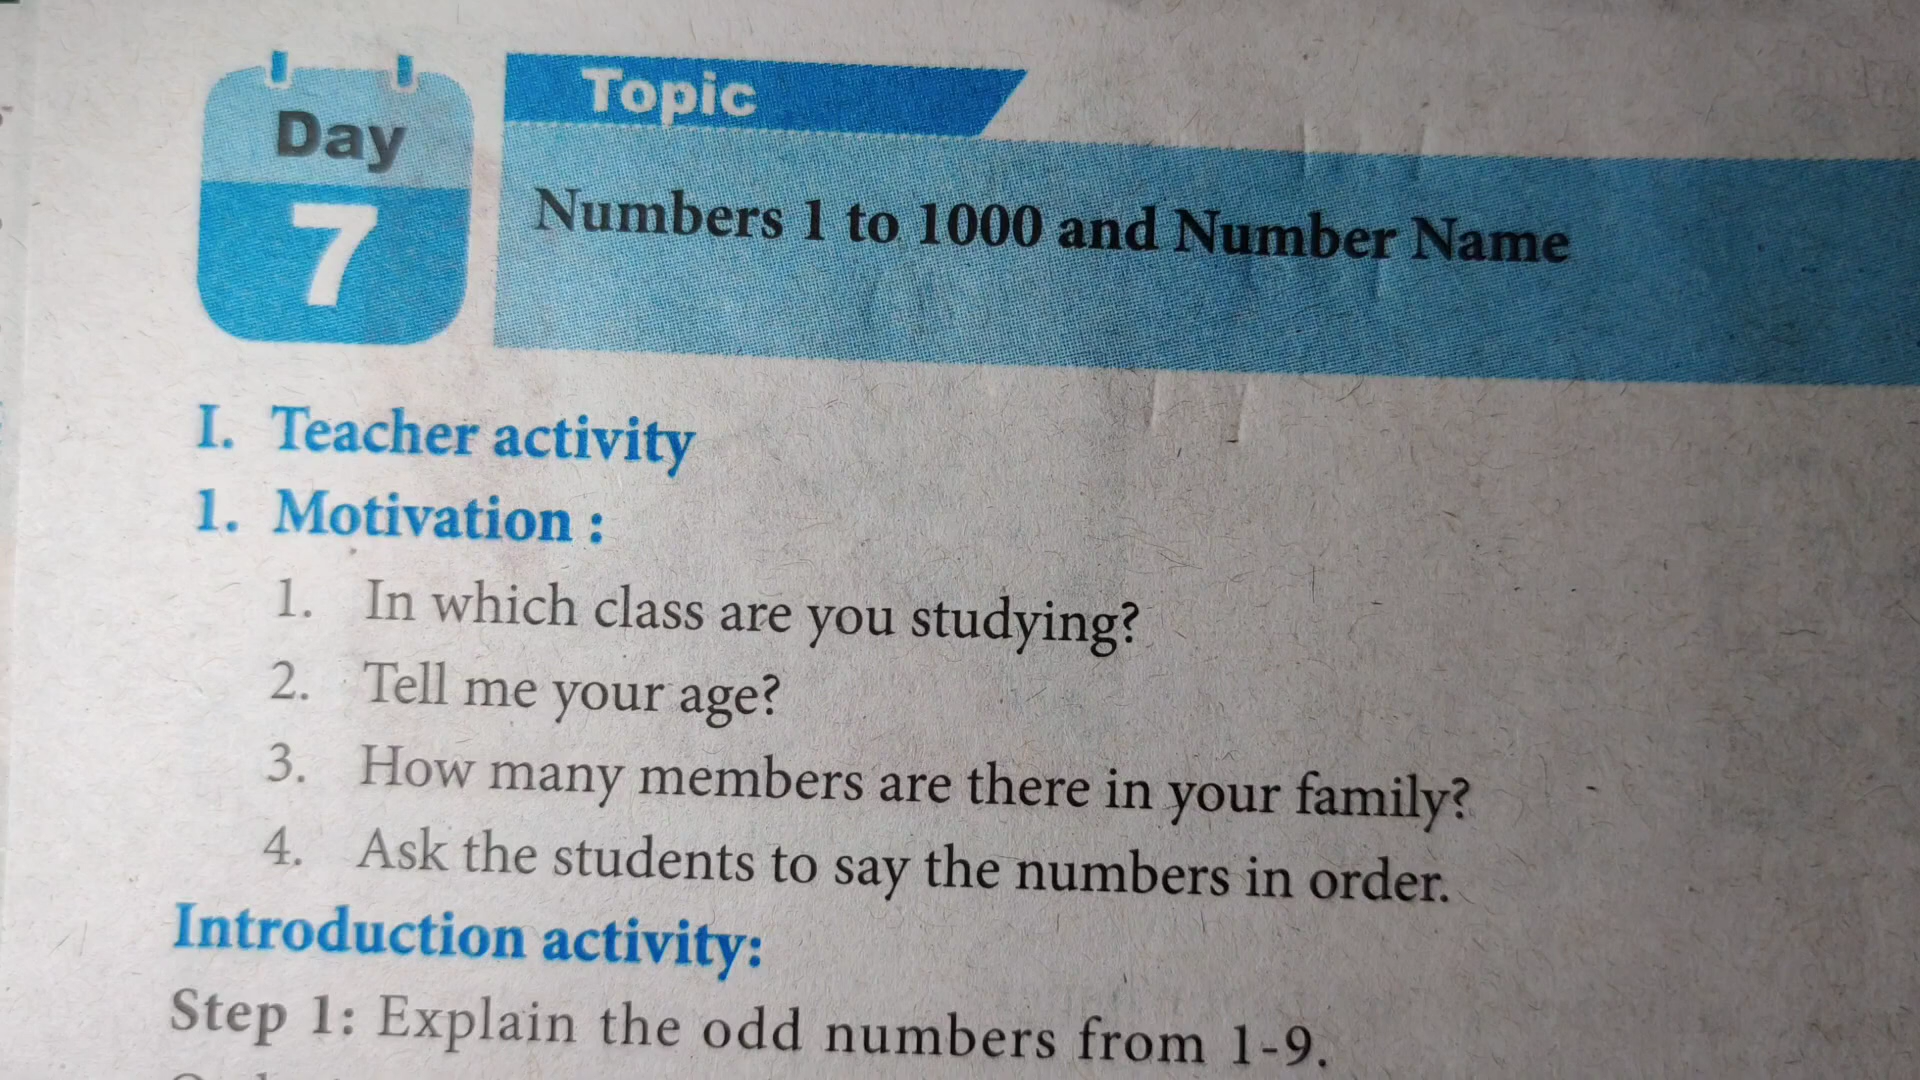 Day
7
Topic
Numbers 1 to 1000 and Number Name
I. Teacher activity
1. Motivation :
1. In which class are you studying?
2. Tell me your age?
3. How many members are there in your family?
4. Ask the students to say the numbers in order.
Introduction activity:
Step 1: Explain the odd numbers from 1-9.